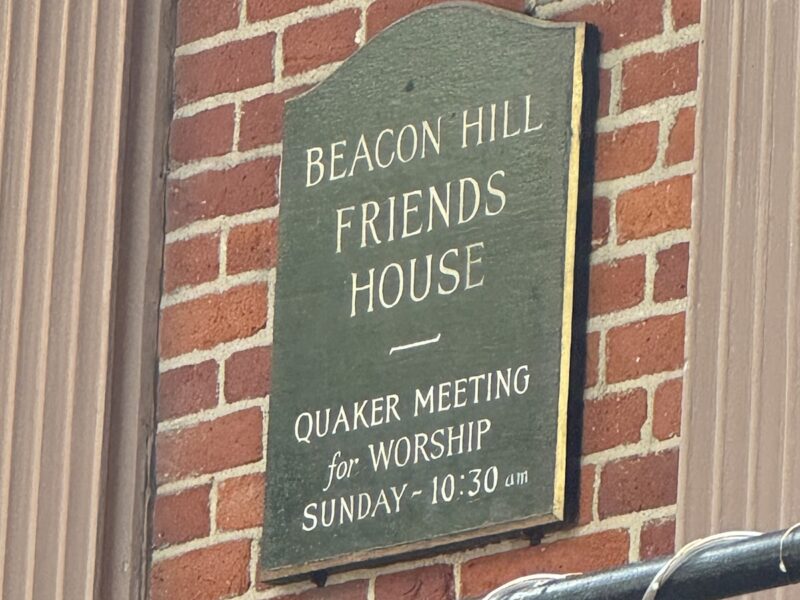 BEACON HILL
FRIENDS
HOUSE
—
QUAKER MEETING
for WORSHIP
SUNDAY ~ 10:30 am